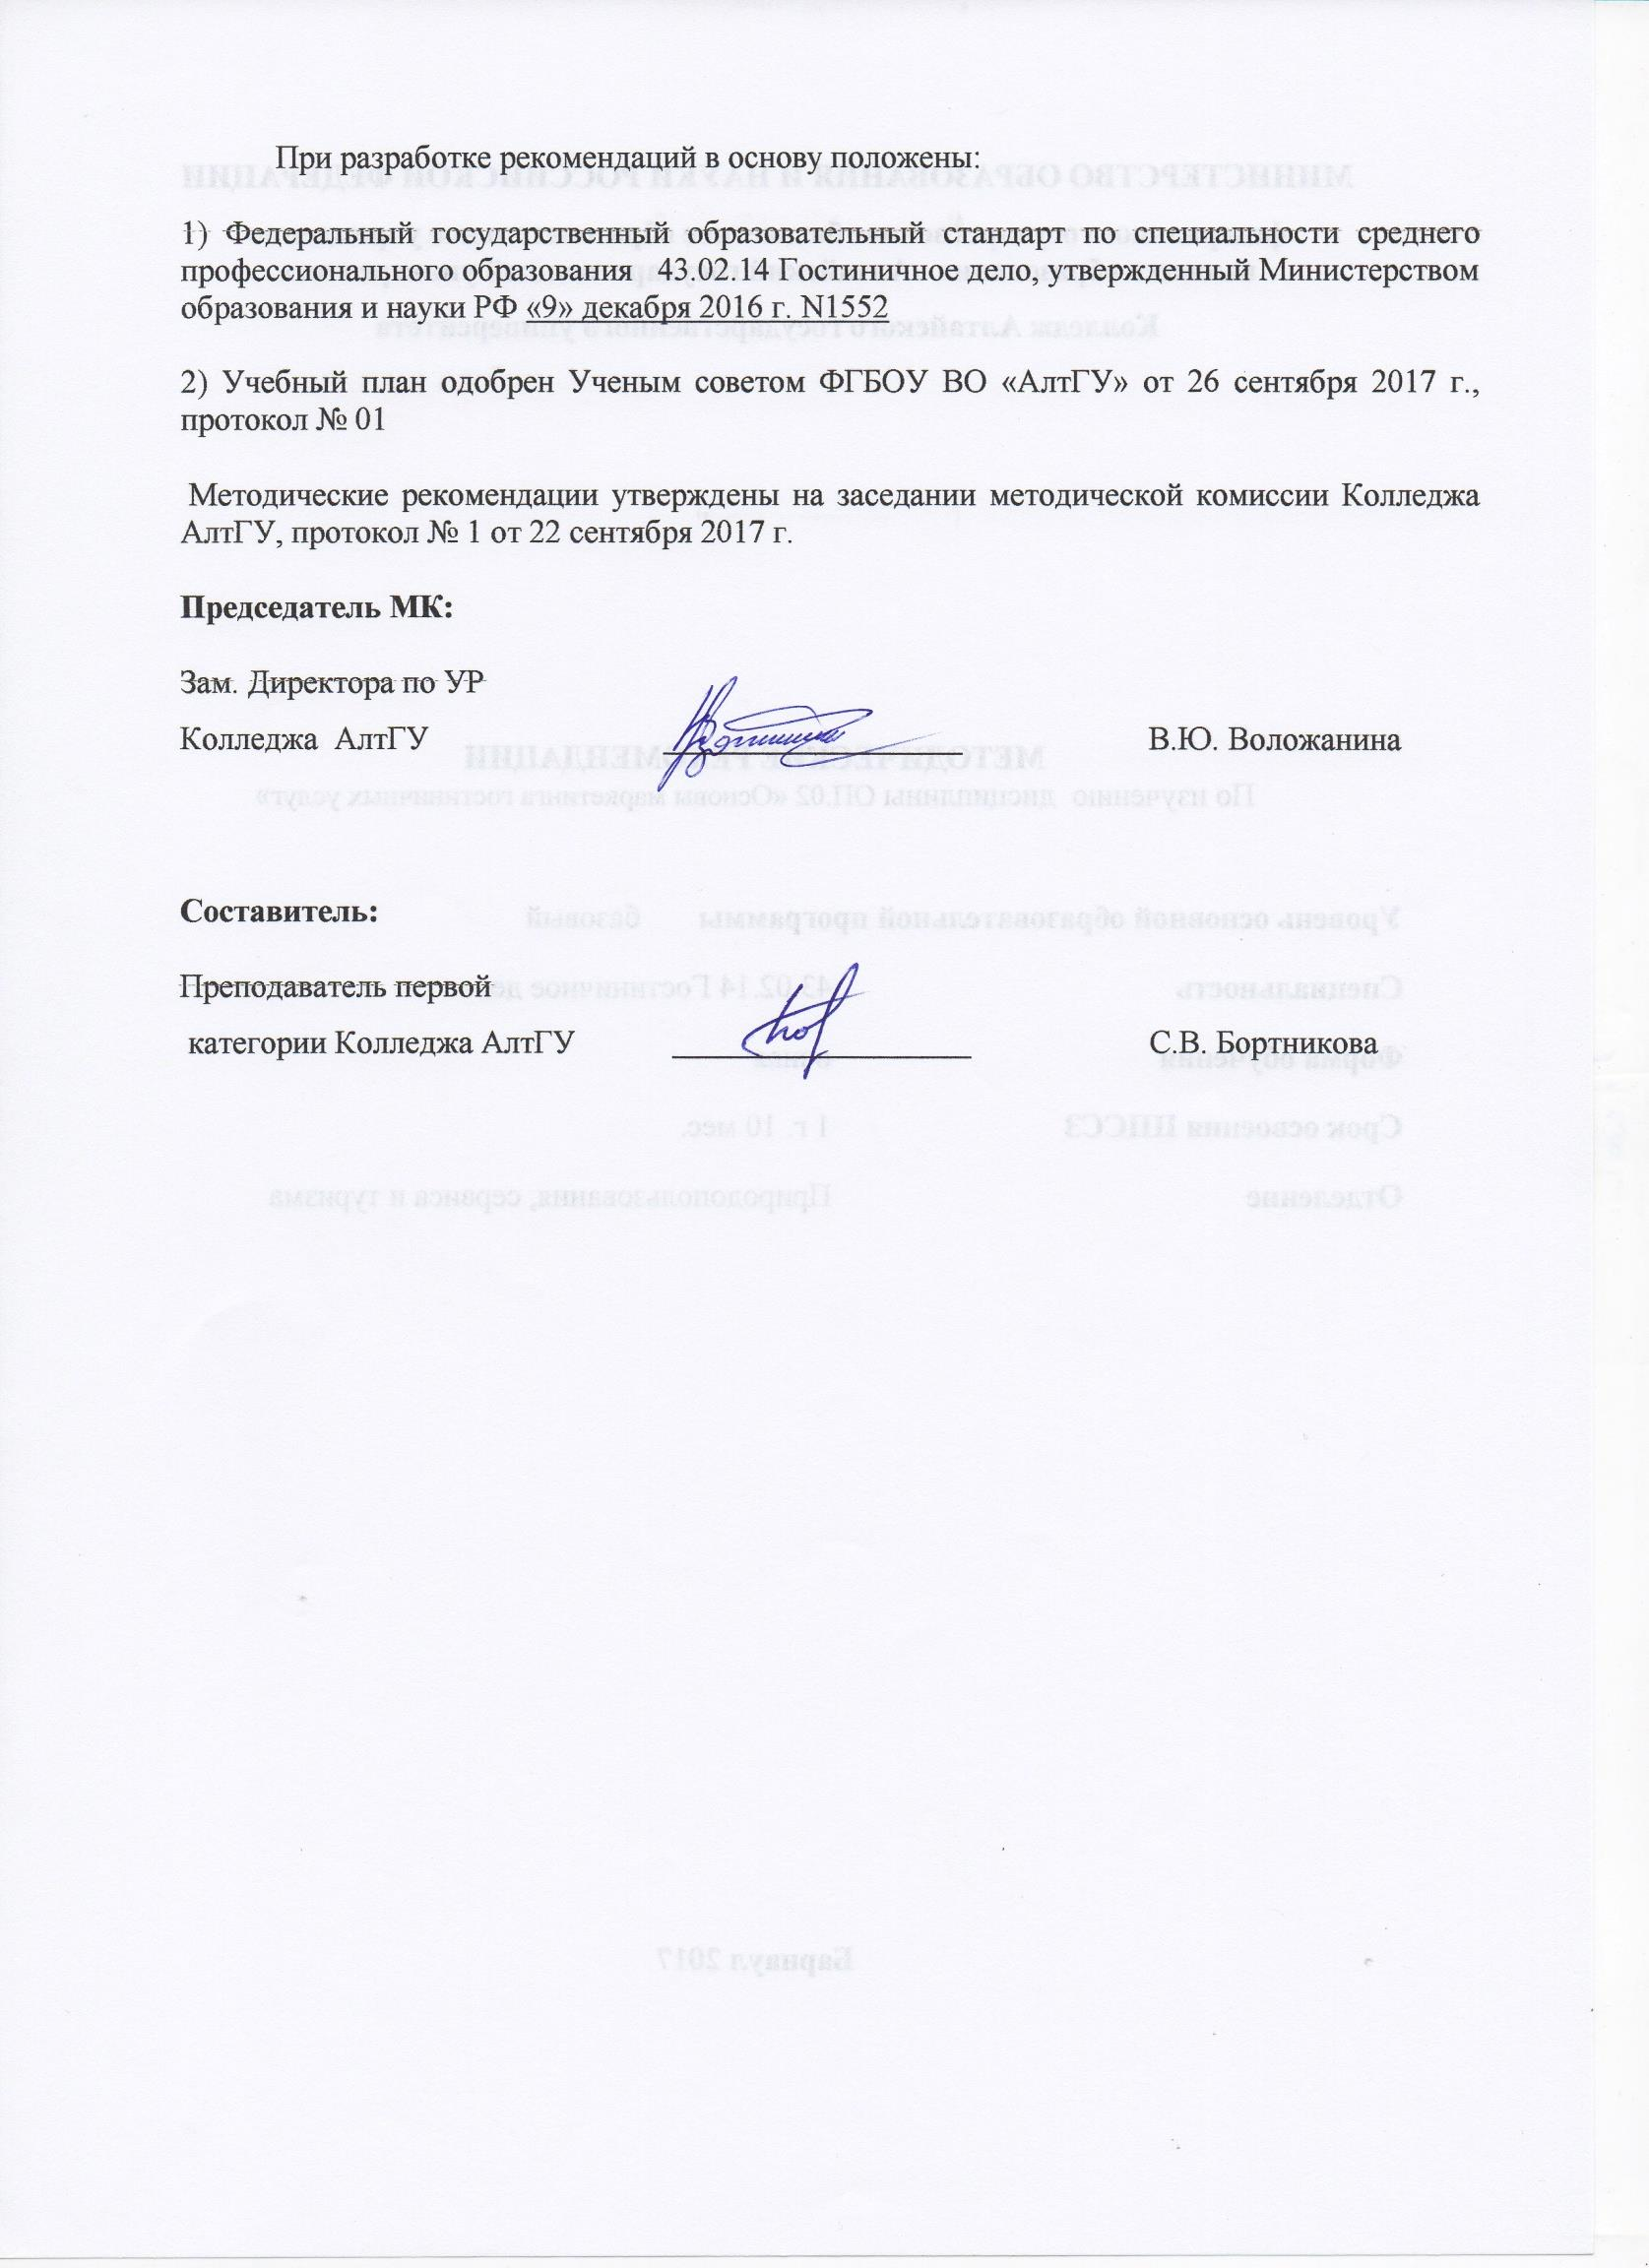 При разработке рекомендаций в основу положены:
1) Федеральный государственный образовательный стандарт по специальности среднего
профессионального образования 43.02.14 Гостиничное дело, утвержденный Министерством
образования и науки РФ «9» декабря 2016 г. N1552
2) Учебный план одобрен Ученым советом ФГБОУ ВО «АлтГУ» от 26 сентября 2017 г.,
протокол № 01
Методические рекомендации утверждены на заседании методической комиссии Колледжа
АлтГУ, протокол № 1 от 22 сентября 2017 г.
Председатель МК:
Зам. Директора по УР
Колледжа АлтГУ В.Ю. Воложанина
Составитель:
Преподаватель первой
категории Колледжа АлтГУ С.В. Бортникова